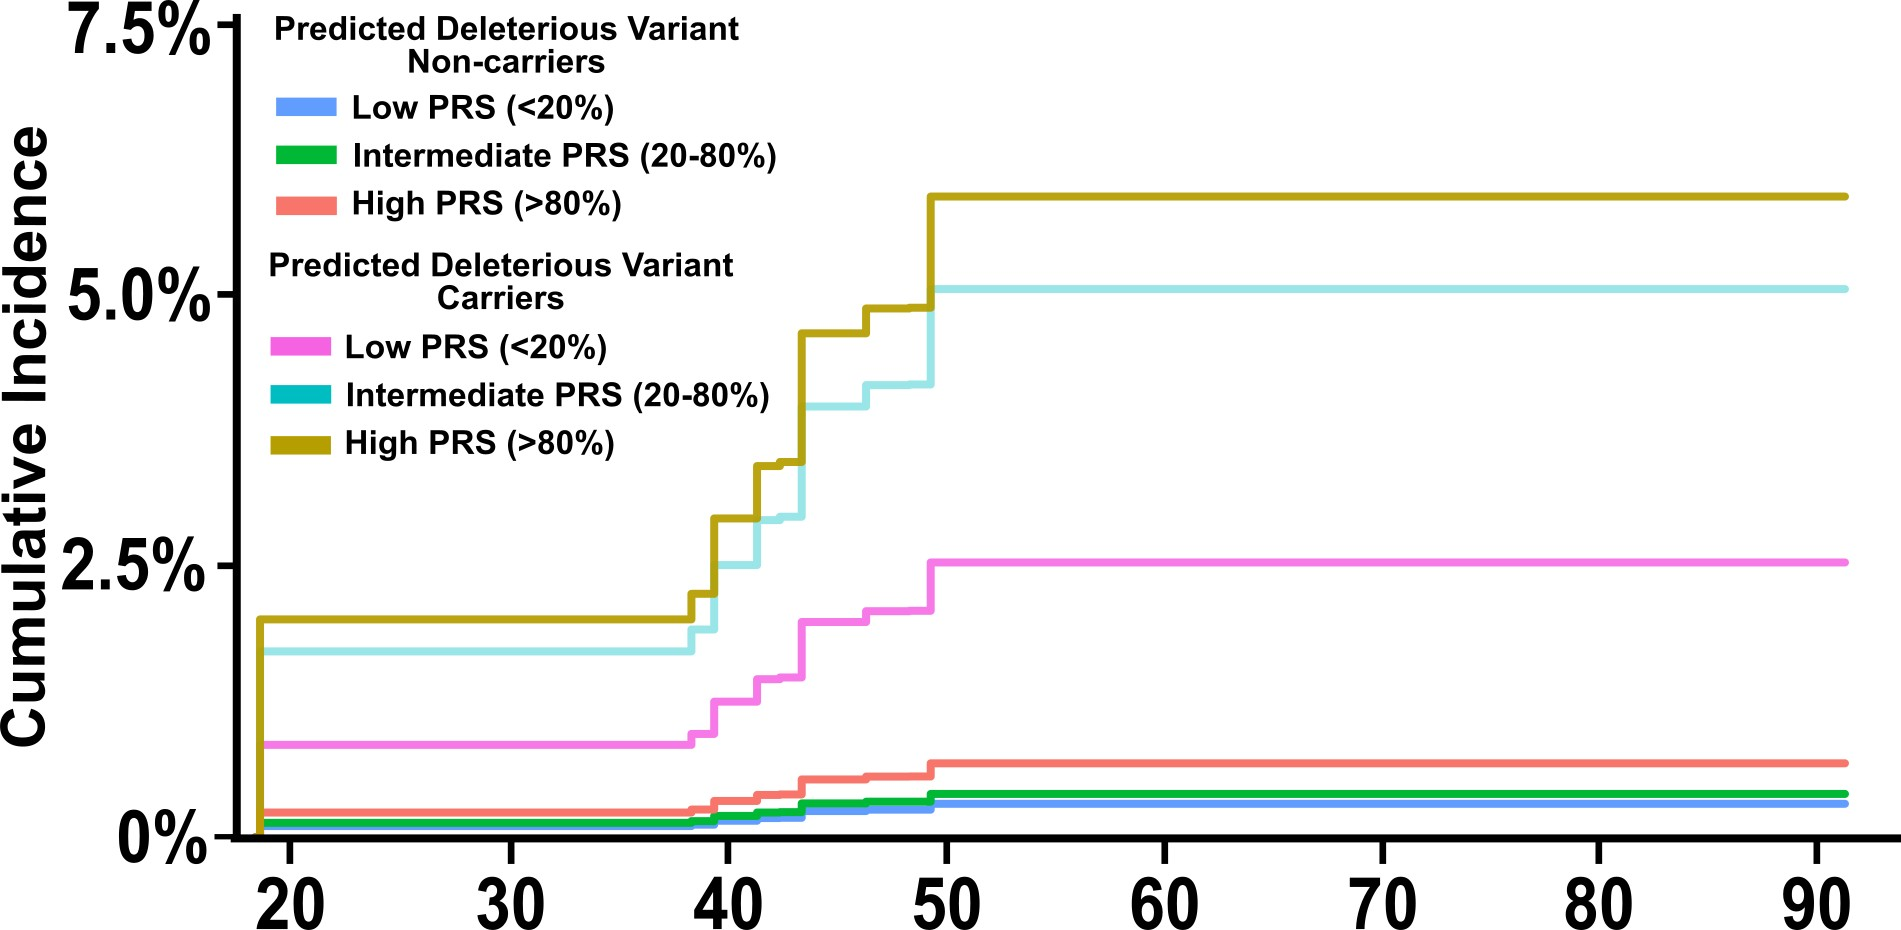 7.5%
5.0%
2.5%
0%
Cumulative Incidence
Predicted Deleterious Variant
Non-carriers
Low PRS (<20%)
Intermediate PRS (20-80%)
High PRS (>80%)
Predicted Deleterious Variant
Carriers
Low PRS (<20%)
Intermediate PRS (20-80%)
High PRS (>80%)
20 30 40 50 60 70 80 90